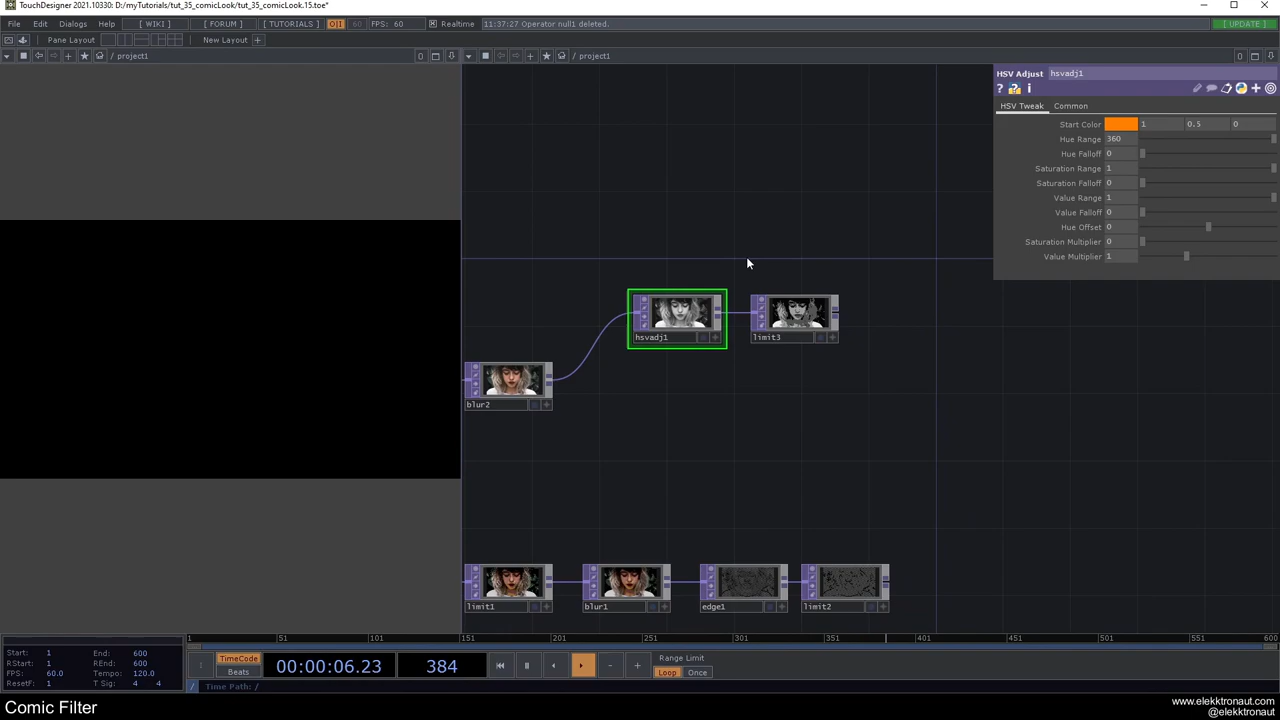 TouchDesigner 2021.10330: D:/myTutorials/tut_35_comicLook/tut_35_comicLook.15.toe*
File Edit Dialogs Help [ WIKI ] [ FORUM ] [ TUTORIALS ] O|I 60 FPS: 60 Realtime 11:37:27 Operator null1 deleted. [ UPDATE ]
Pane Layout New Layout +
/ project1 0
/ project1 0
HSV Adjust hsvadj1
? ? i
HSV Tweak Common
Start Color 1 0.5 0
Hue Range 360
Hue Falloff 0
Saturation Range 1
Saturation Falloff 0
Value Range 1
Value Falloff 0
Hue Offset 0
Saturation Multiplier 0
Value Multiplier 1
hsvadj1
limit3
blur2
limit1
blur1
edge1
limit2
1 51 101 151 201 251 301 351 401 451 501 551 600
Start: 1 End: 600
RStart: 1 REnd: 600
FPS: 60.0 Tempo: 120.0
ResetF: 1 T Sig: 4 4
TimeCode
Beats
00:00:06.23
384
Range Limit
Loop Once
/ Time Path: /
Comic Filter
www.elekktronaut.com
@elekktronaut